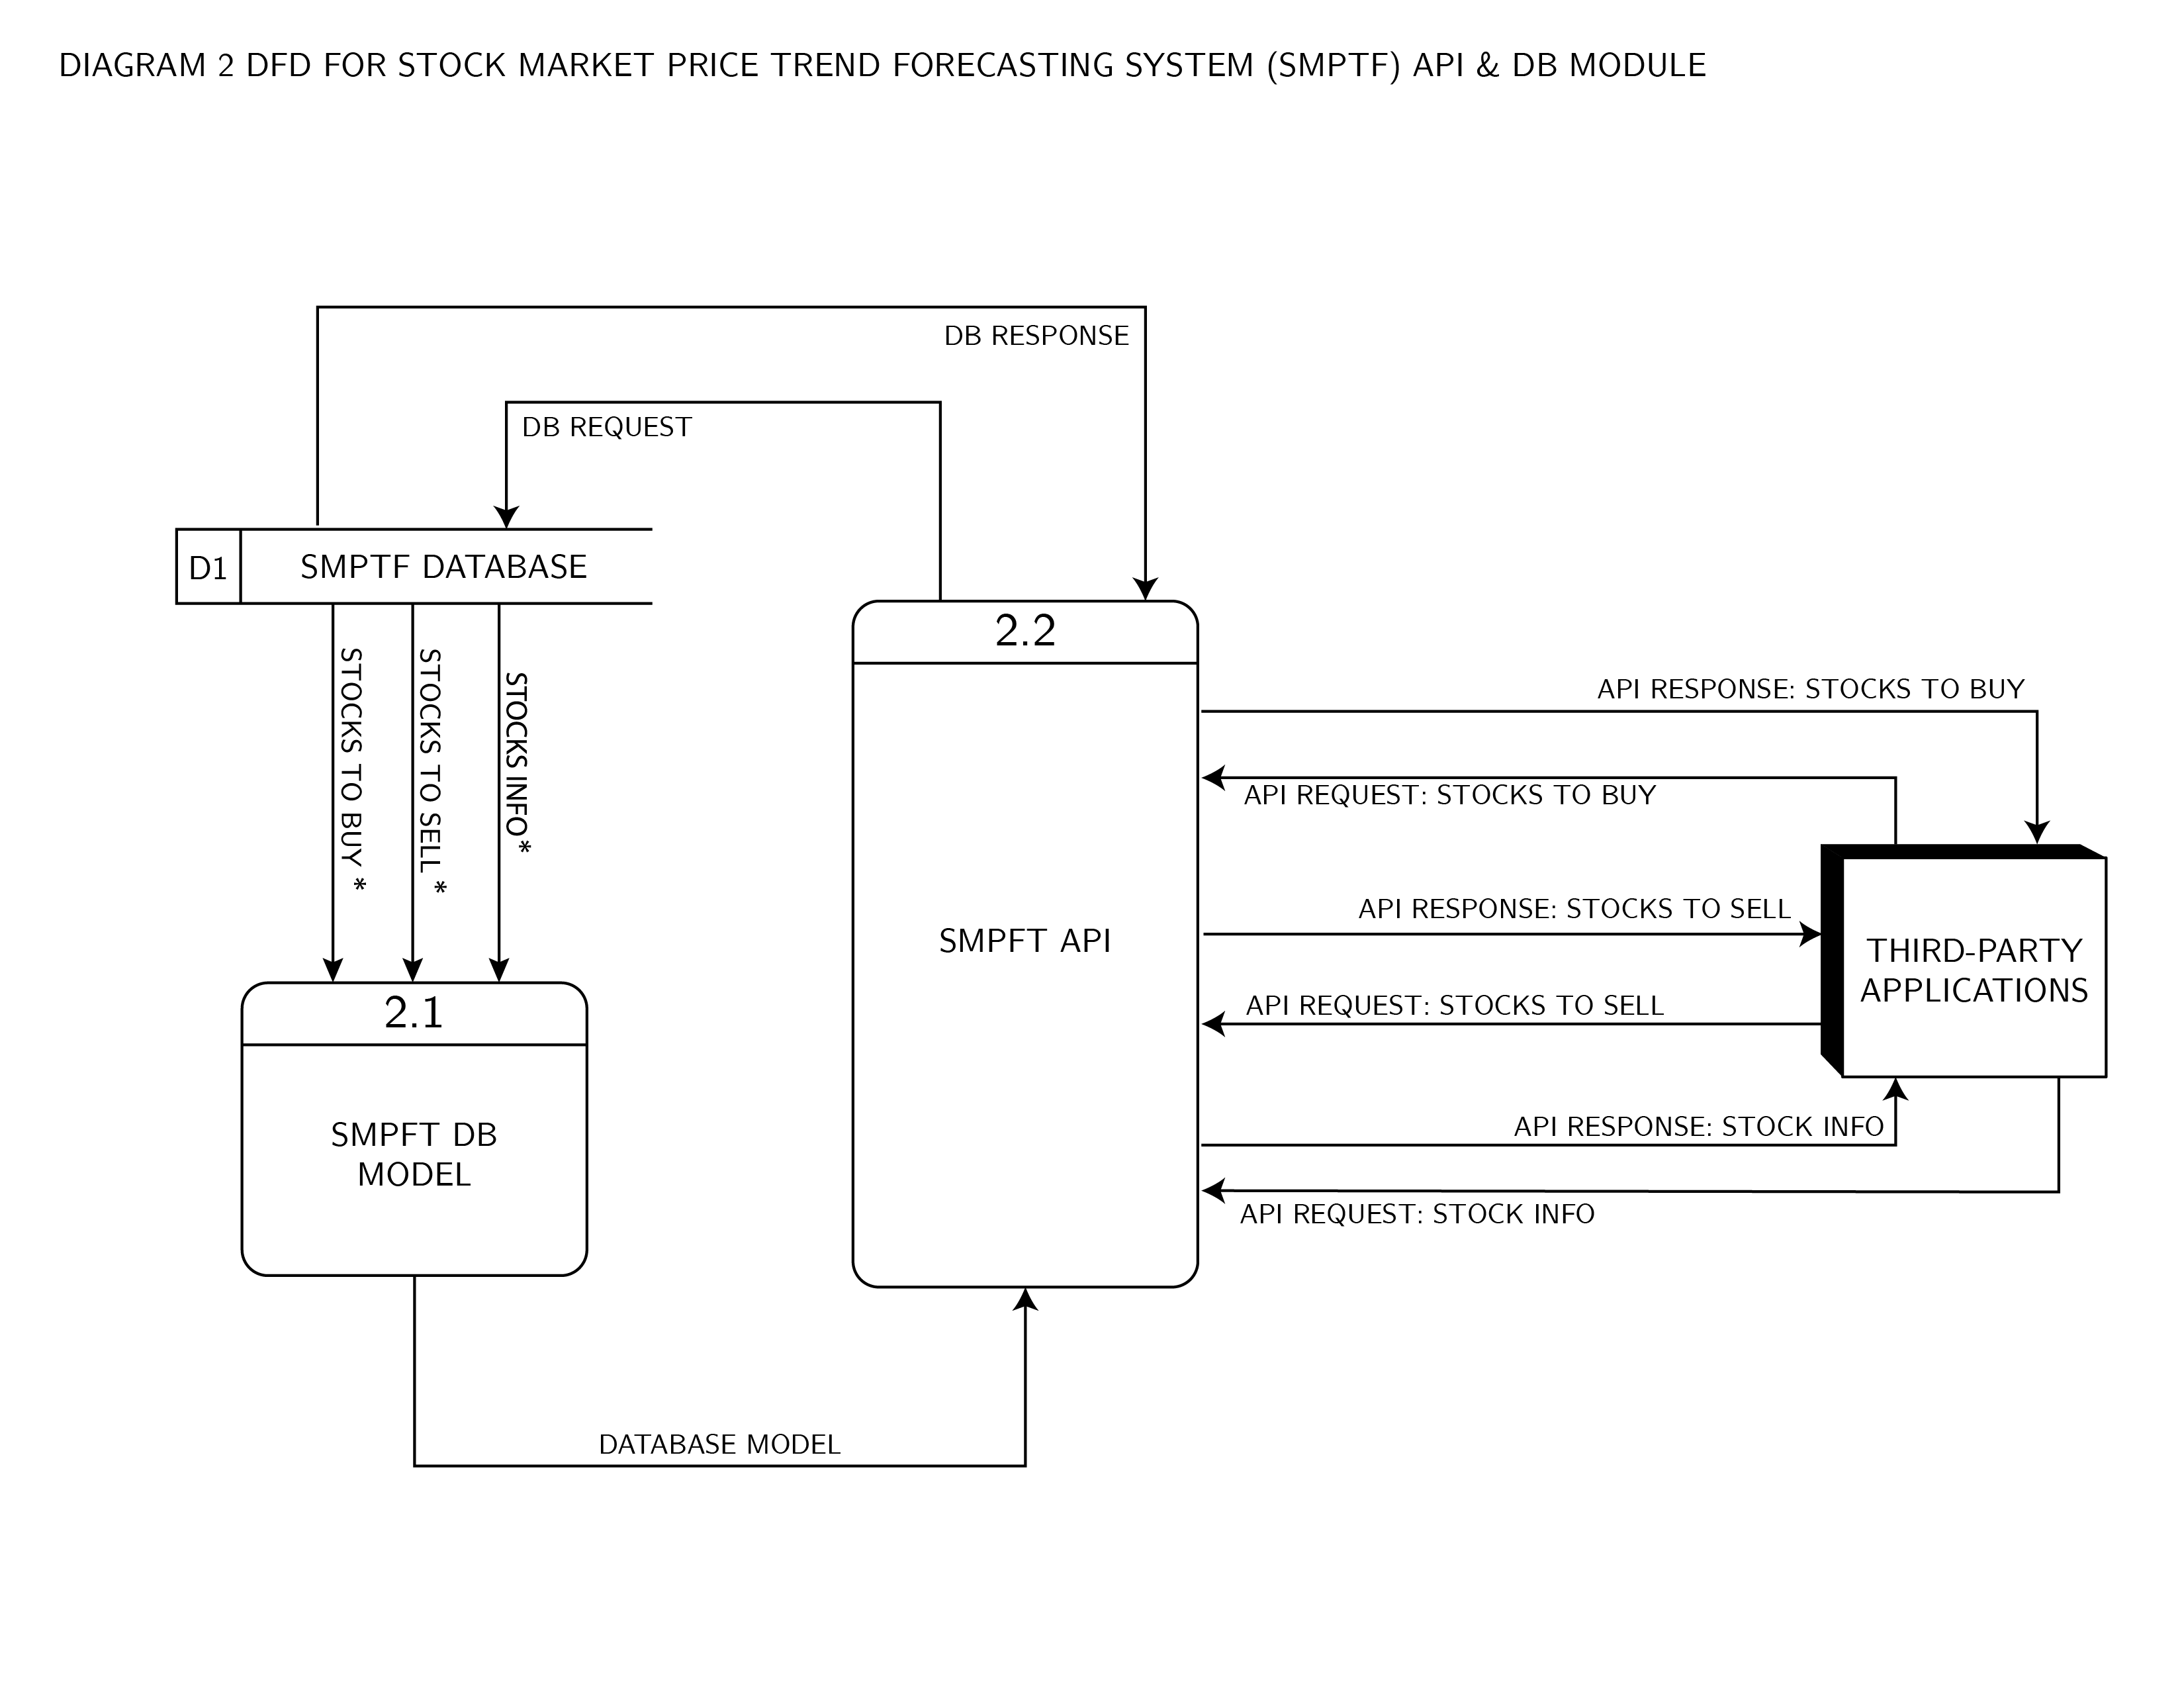 DIAGRAM 2 DFD FOR STOCK MARKET PRICE TREND FORECASTING SYSTEM (SMPTF) API & DB MODULE
DB RESPONSE
DB REQUEST
D1
SMPTF DATABASE
STOCKS TO BUY *
STOCKS TO SELL *
STOCKS INFO*
2.1
SMPFT DB
MODEL
DATABASE MODEL
2.2
SMPFT API
API RESPONSE: STOCKS TO BUY
API REQUEST: STOCKS TO BUY
API RESPONSE: STOCKS TO SELL
API REQUEST: STOCKS TO SELL
API RESPONSE: STOCK INFO
API REQUEST: STOCK INFO
THIRD-PARTY
APPLICATIONS